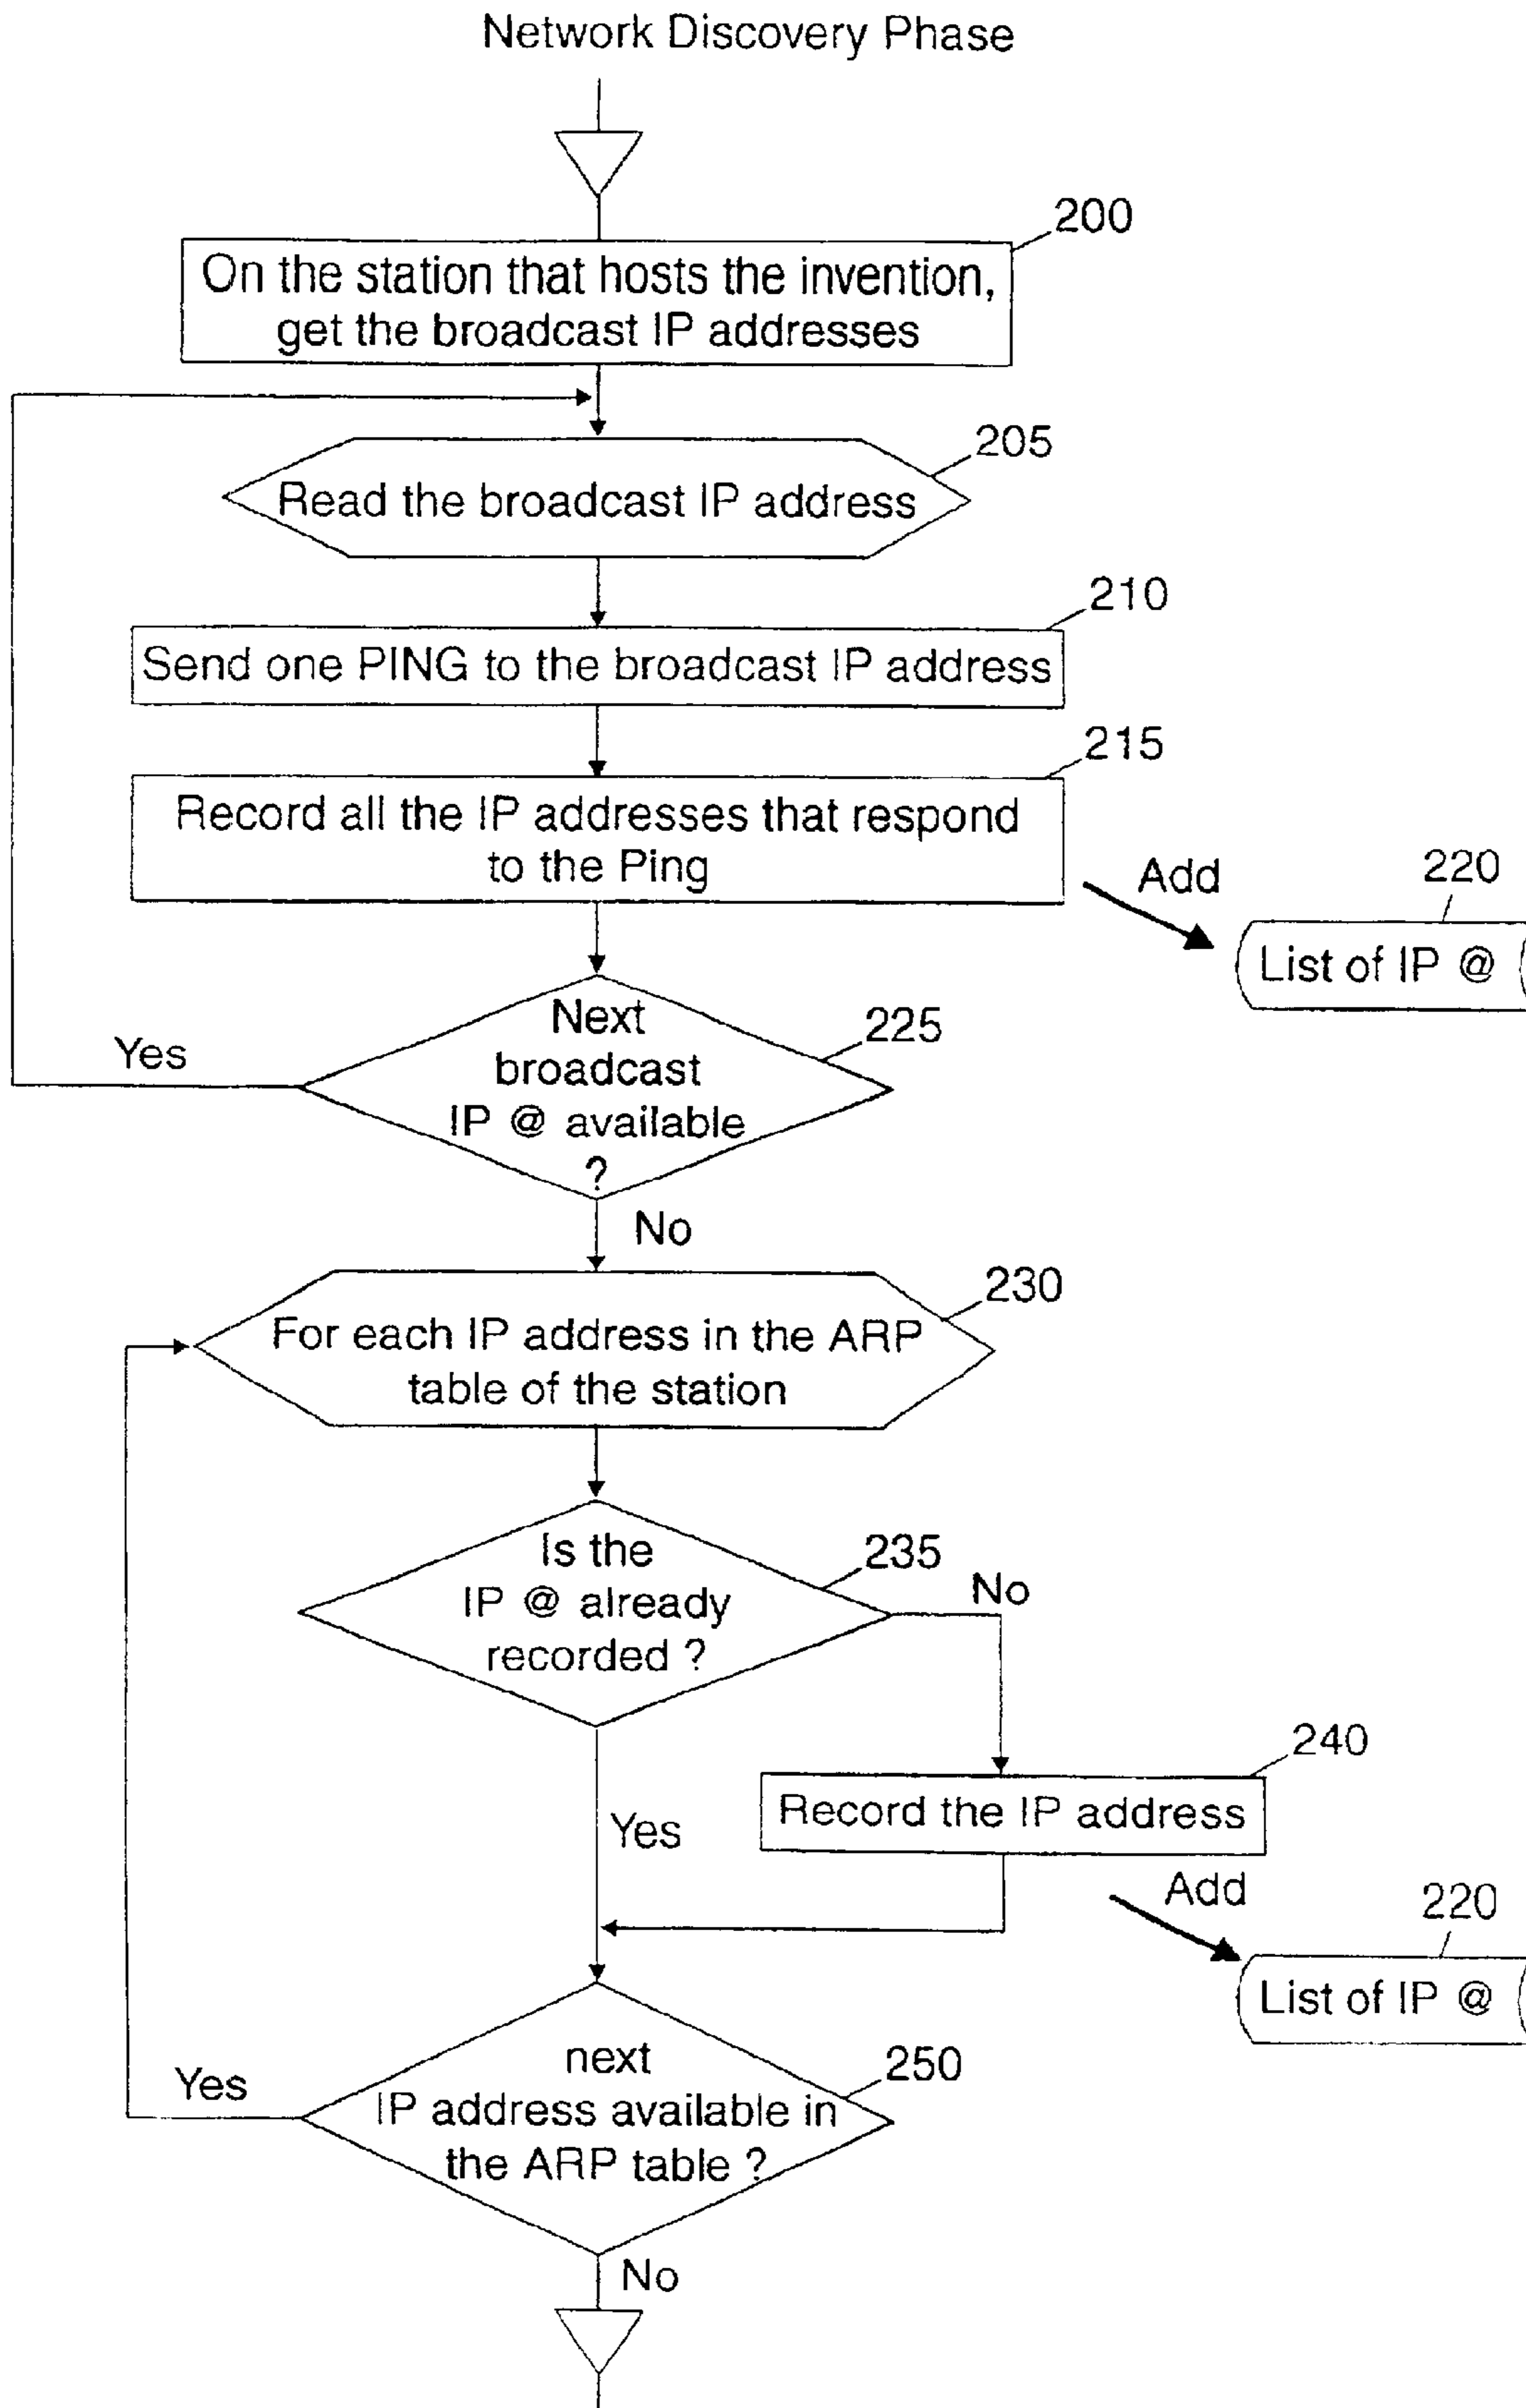 Network Discovery Phase
200
On the station that hosts the invention,
get the broadcast IP addresses
205
Read the broadcast IP address
210
Send one PING to the broadcast IP address
215
Record all the IP addresses that respond
to the Ping
Add
220
List of IP @
Next
broadcast
IP @ available
?
225
Yes
No
230
For each IP address in the ARP
table of the station
Is the
IP @ already
recorded ?
235
No
240
Record the IP address
Yes
Add
220
List of IP @
next
IP address available in
the ARP table ?
250
Yes
No